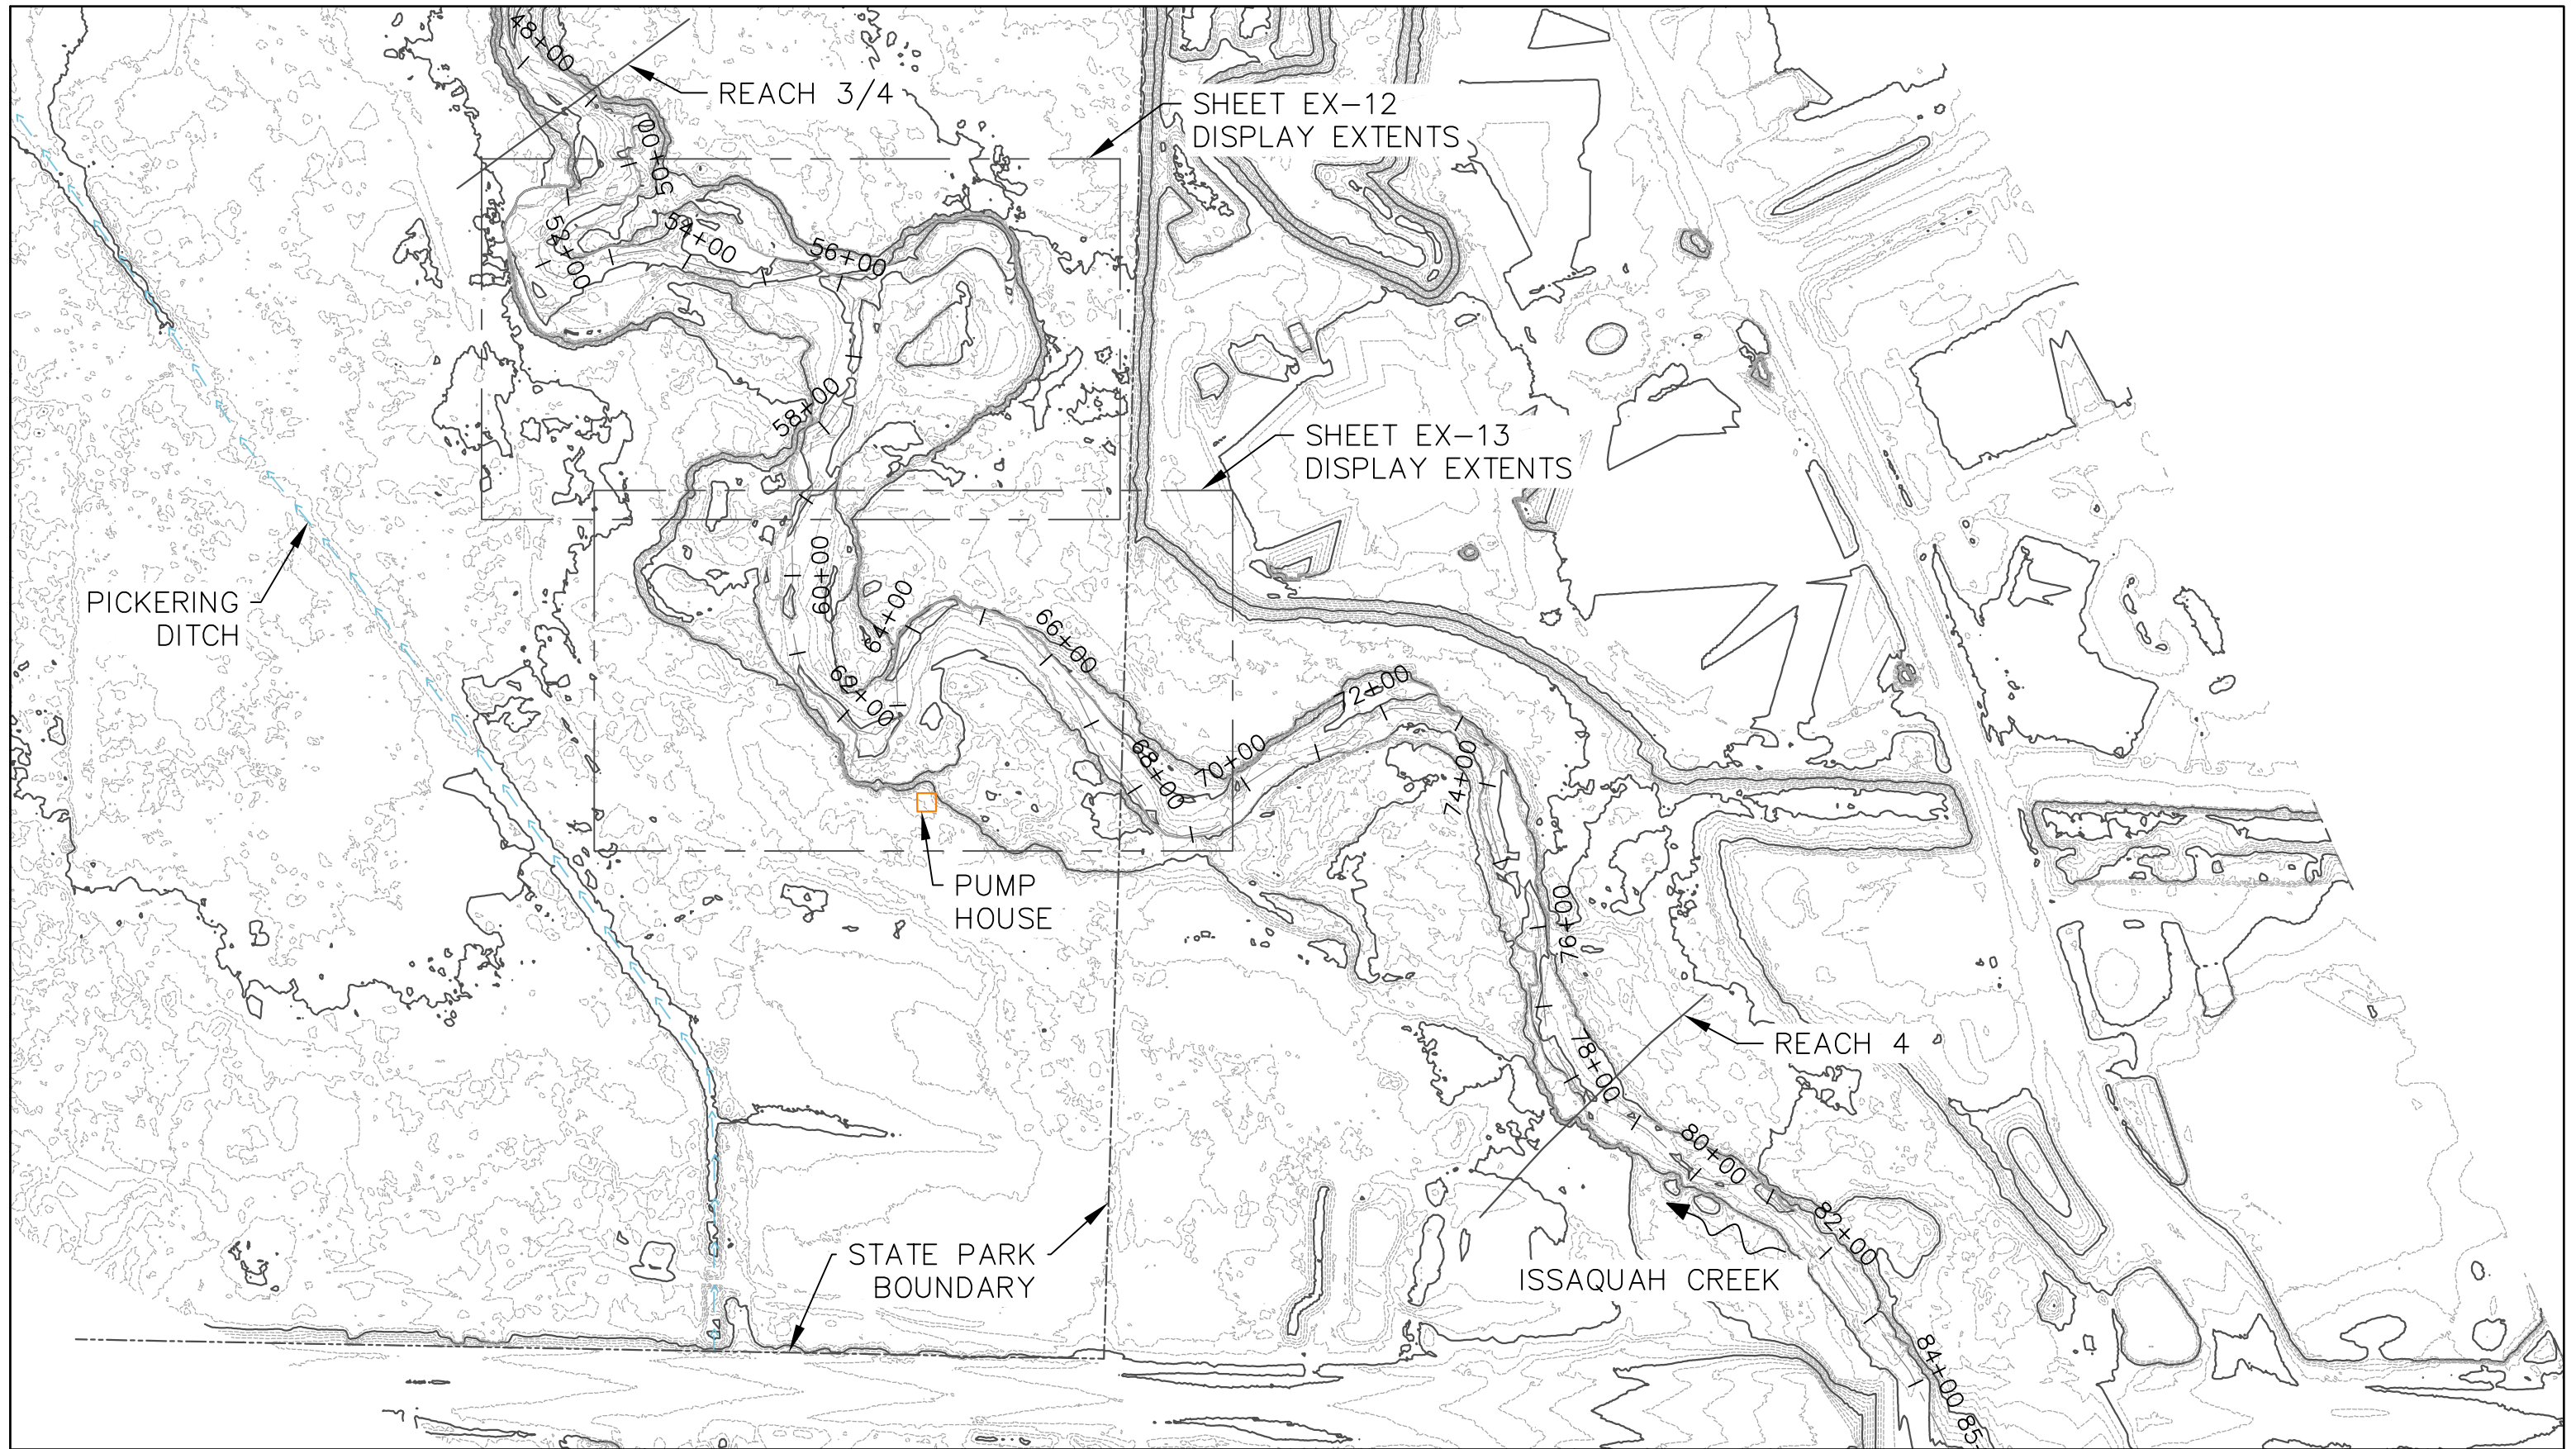 48+00
REACH 3/4
SHEET EX-12
DISPLAY EXTENTS
50+00
52+00
54+00
56+00
58+00
SHEET EX-13
DISPLAY EXTENTS
PICKERING
DITCH
60+00
64+00
66+00
62+00
72+00
68+00
70+00
74+00
PUMP
HOUSE
76+00
REACH 4
78+00
80+00
82+00
STATE PARK
BOUNDARY
ISSAQUAH CREEK
84+00
85-